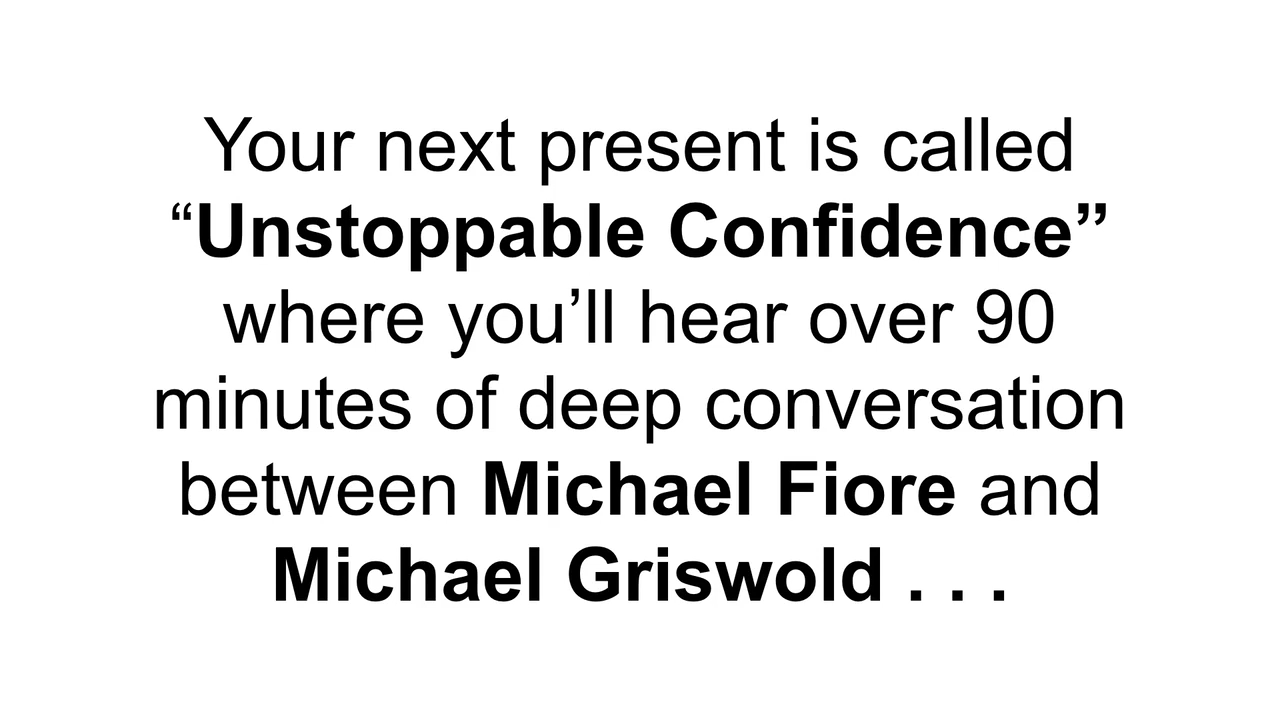 Your next present is called
“Unstoppable Confidence”
where you’ll hear over 90
minutes of deep conversation
between Michael Fiore and
Michael Griswold . . .